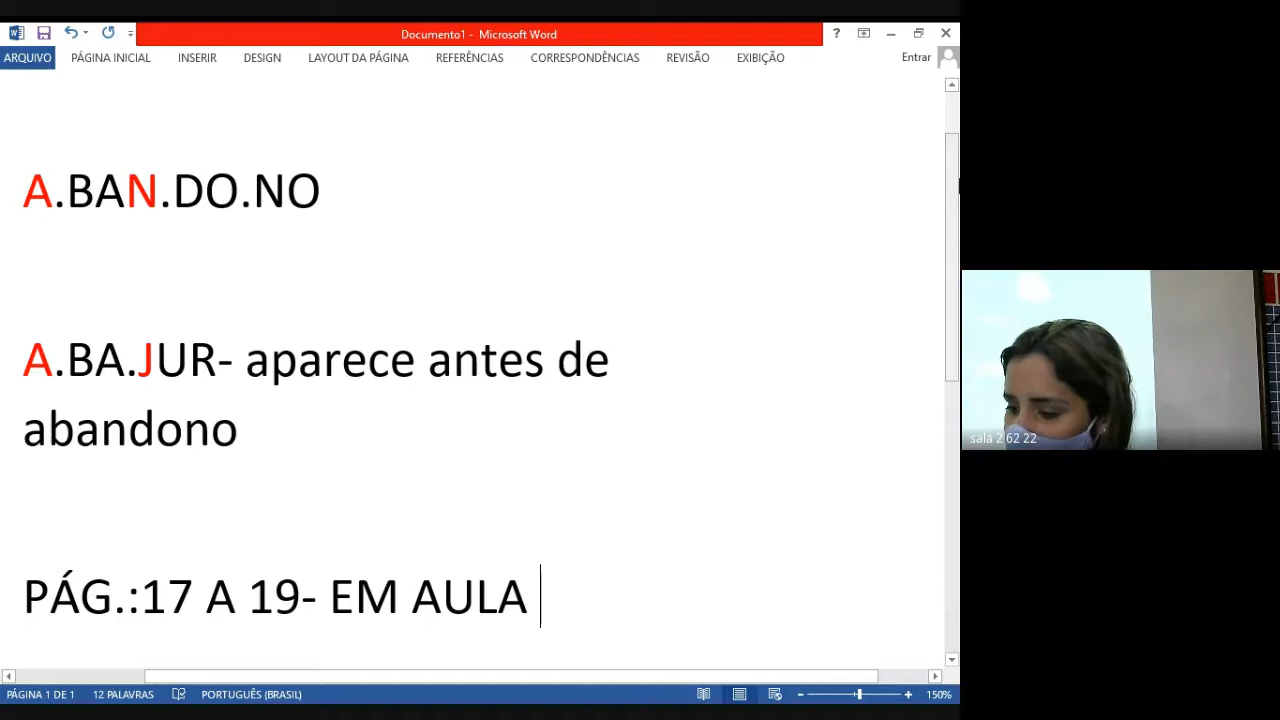 Documento1 - Microsoft Word
?
ARQUIVO PÁGINA INICIAL INSERIR DESIGN LAYOUT DA PÁGINA REFERÊNCIAS CORRESPONDÊNCIAS REVISÃO EXIBIÇÃO Entrar
A.BAN.DO.NO
A.BA.JUR- aparece antes de
abandono
PÁG.:17 A 19- EM AULA
sala 2 62 22
PÁGINA 1 DE 1 12 PALAVRAS PORTUGUÊS (BRASIL) 150%